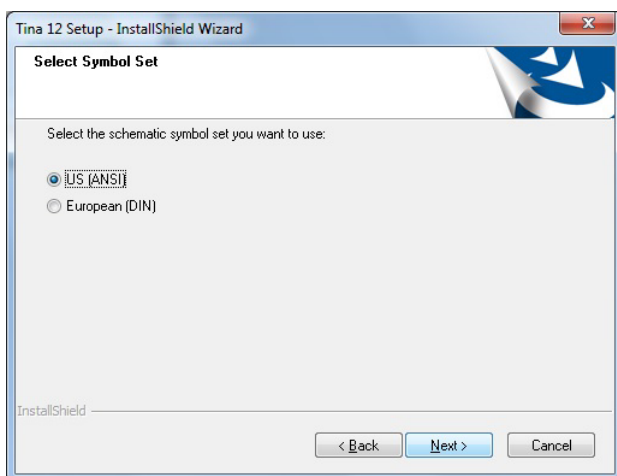 Tina 12 Setup - InstallShield Wizard
Select Symbol Set
Select the schematic symbol set you want to use:
US (ANSI)
European (DIN)
InstallShield
< Back
Next >
Cancel